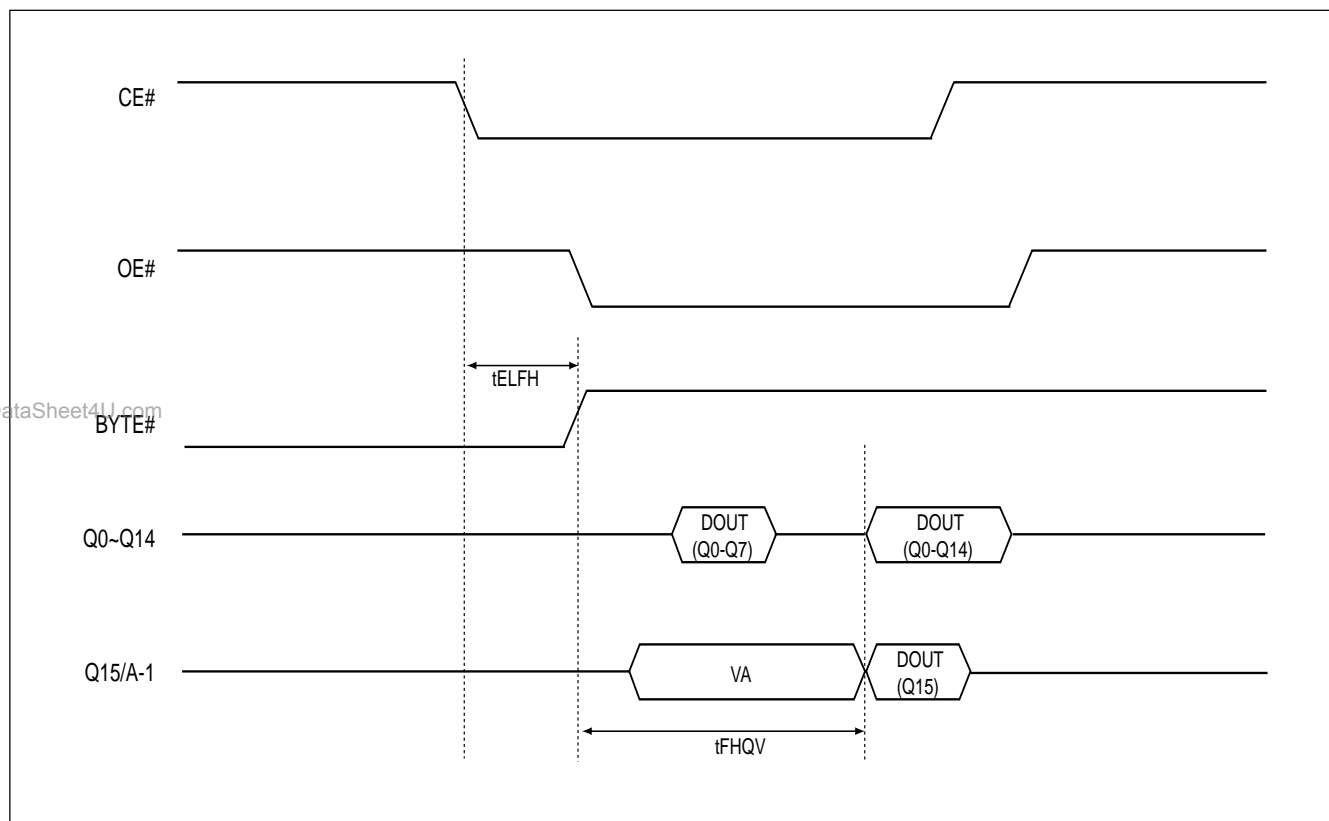 CE#
OE#
tELFH
ataSheet4U.com
BYTE#
Q0~Q14
DOUT
(Q0-Q7)
DOUT
(Q0-Q14)
Q15/A-1
VA
DOUT
(Q15)
tFHQV